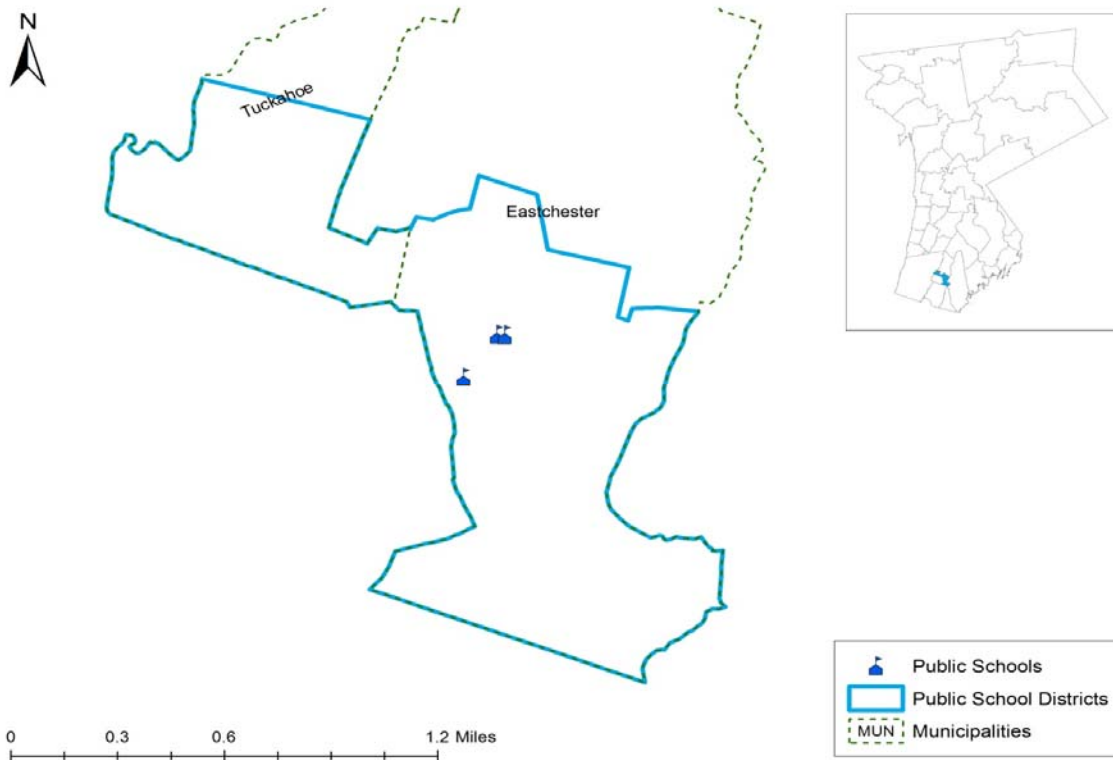 N
Tuckahoe
Eastchester
Public Schools
Public School Districts
MUN Municipalities
0 0.3 0.6 1.2 Miles